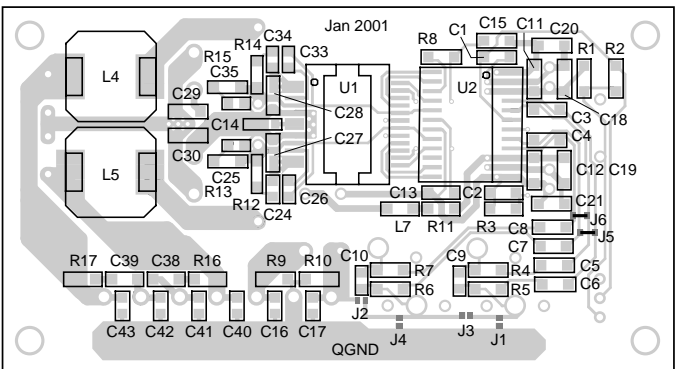 Jan 2001
C34
C33
R14
R15
C35
C29
L4
C14
C28
C27
U1
C30
L5
R13
C25
R12
C24
C26
R8
C1
C15
C11
C20
R1
R2
U2
C3
C18
C4
C12
C19
C13
C2
L7
R11
R3
C21
J6
J5
C8
C7
C5
C6
R17
C39
C38
R16
R9
R10
C10
R7
R6
C9
R4
R5
C43
C42
C41
C40
C16
C17
J2
J4
J3
J1
QGND